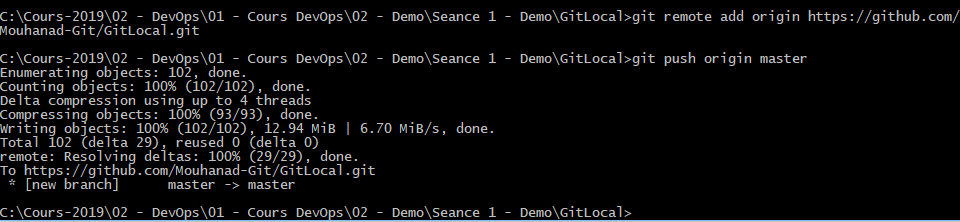 C:\Cours-2019\02 - DevOps\01 - Cours DevOps\02 - Demo\Seance 1 - Demo\GitLocal>git remote add origin https://github.com/
Mouhanad-Git/GitLocal.git
C:\Cours-2019\02 - DevOps\01 - Cours DevOps\02 - Demo\Seance 1 - Demo\GitLocal>git push origin master
Enumerating objects: 102, done.
Counting objects: 100% (102/102), done.
Delta compression using up to 4 threads
Compressing objects: 100% (93/93), done.
Writing objects: 100% (102/102), 12.94 MiB | 6.70 MiB/s, done.
Total 102 (delta 29), reused 0 (delta 0)
remote: Resolving deltas: 100% (29/29), done.
To https://github.com/Mouhanad-Git/GitLocal.git
 * [new branch]      master -> master
C:\Cours-2019\02 - DevOps\01 - Cours DevOps\02 - Demo\Seance 1 - Demo\GitLocal>